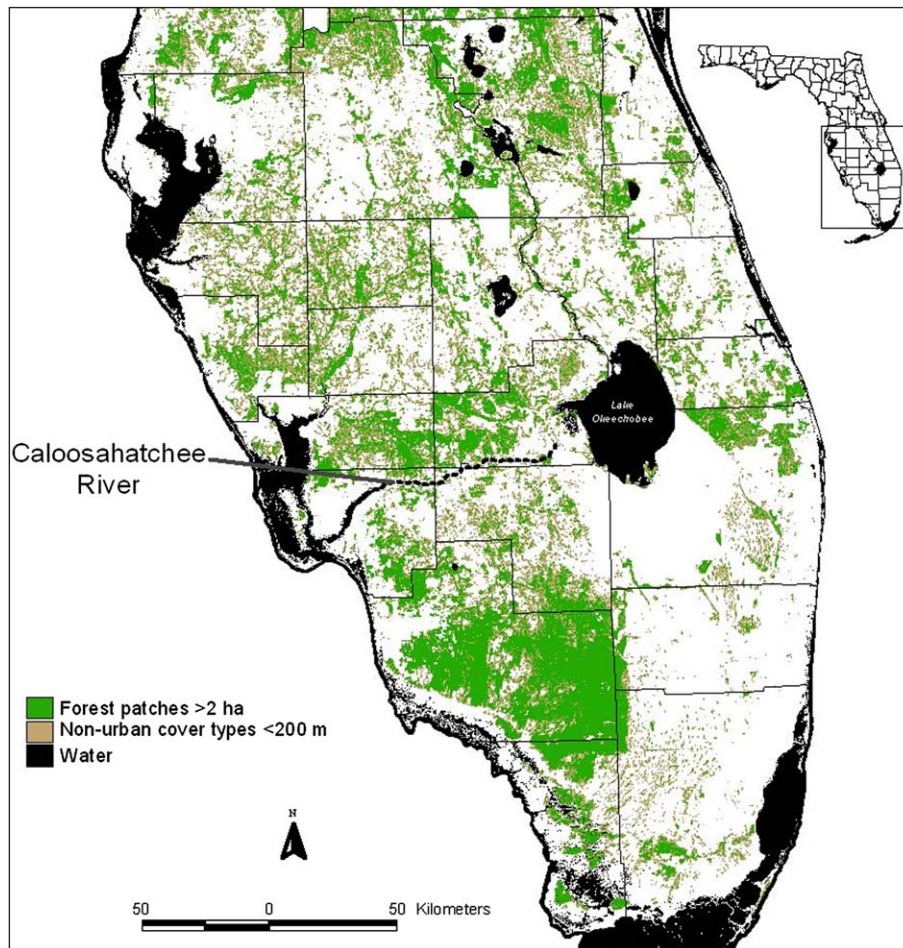 Lake
Okeechobee
Caloosahatchee
River
Forest patches >2 ha
Non-urban cover types <200 m
Water
N
50 0 50 Kilometers